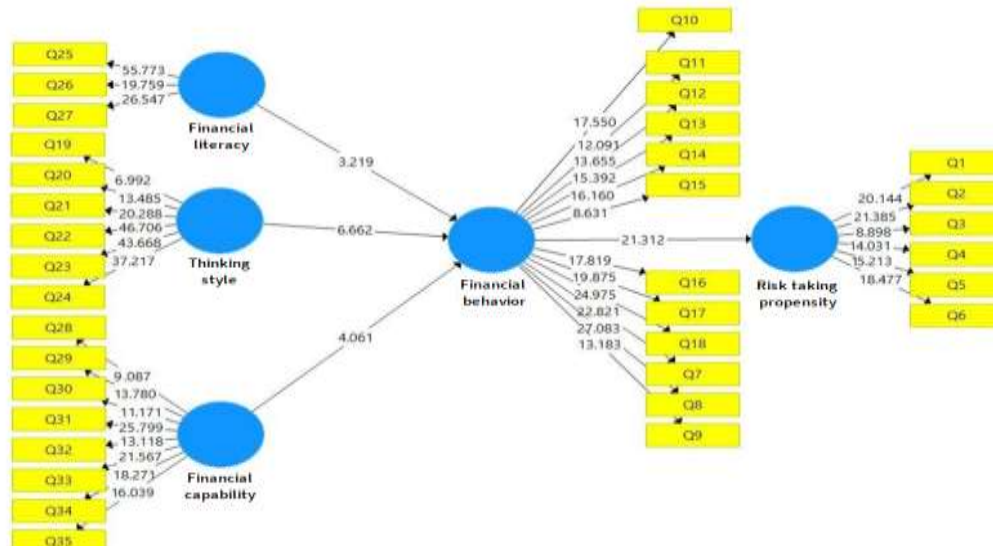 Q25
Q26
Q27
Q19
Q20
Q21
Q22
Q23
Q24
Q28
Q29
Q30
Q31
Q32
Q33
Q34
Q35
55.773
19.759
26.547
6.992
13.485
20.288
46.706
43.668
37.217
9.087
13.780
11.171
25.799
13.118
21.567
18.271
16.039
Financial
literacy
Thinking
style
Financial
capability
3.219
6.662
4.061
Financial
behavior
17.550
12.091
13.655
15.392
16.160
8.631
Q10
Q11
Q12
Q13
Q14
Q15
21.312
17.819
19.875
24.975
22.821
27.083
13.183
Q16
Q17
Q18
Q7
Q8
Q9
Risk taking
propensity
20.144
21.385
8.898
14.031
15.213
18.477
Q1
Q2
Q3
Q4
Q5
Q6